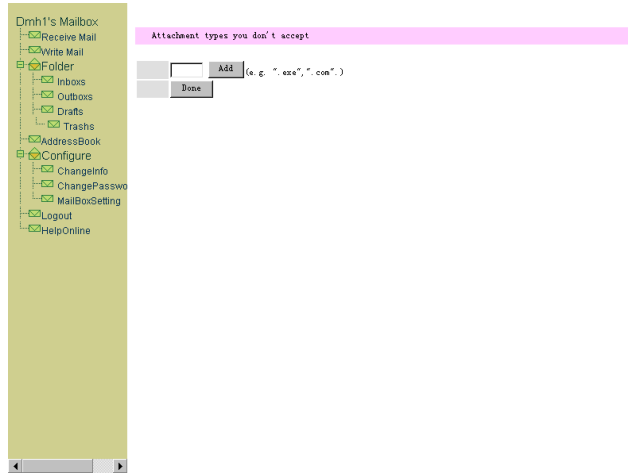 Dmh1's Mailbox
Receive Mail
Write Mail
Folder
Inboxs
Outboxs
Drafts
Trashs
AddressBook
Configure
ChangeInfo
ChangePasswo
MailBoxSetting
Logout
HelpOnline
Attachment types you don't accept
Add (e.g. ".exe",".com".)
Done